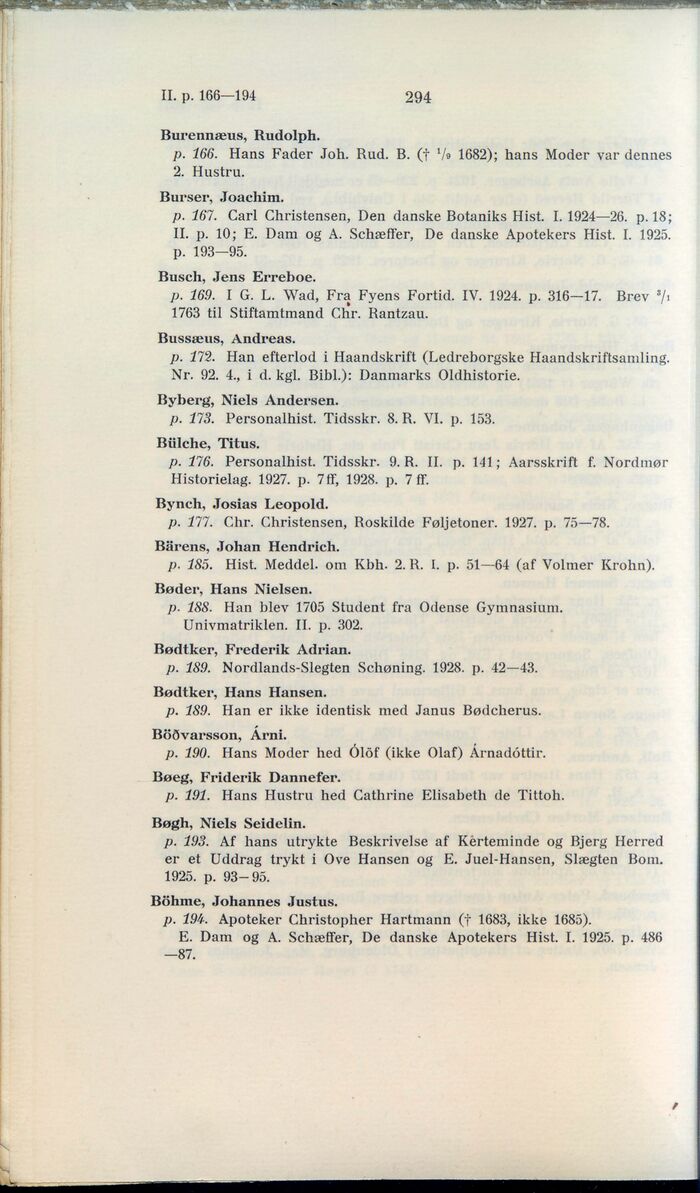 II. p. 166—194 294
Burennæus, Rudolph.
p. 166. Hans Fader Joh. Rud. B. († 1/9 1682); hans Moder var dennes
2. Hustru.
Burser, Joachim.
p. 167. Carl Christensen, Den danske Botaniks Hist. I. 1924—26. p. 18;
II. p. 10; E. Dam og A. Schæffer, De danske Apotekers Hist. I. 1925.
p. 193—95.
Busch, Jens Erreboe.
p. 169. I G. L. Wad, Fra Fyens Fortid. IV. 1924. p. 316—17. Brev 3/1
1763 til Stiftamtmand Chr. Rantzau.
Bussæus, Andreas.
p. 172. Han efterlod i Haandskrift (Ledreborgske Haandskriftsamling.
Nr. 92. 4., i d. kgl. Bibl.): Danmarks Oldhistorie.
Byberg, Niels Andersen.
p. 173. Personalhist. Tidsskr. 8. R. VI. p. 153.
Bülche, Titus.
p. 176. Personalhist. Tidsskr. 9. R. II. p. 141; Aarsskrift f. Nordmør
Historielag. 1927. p. 7 ff, 1928. p. 7 ff.
Bynch, Josias Leopold.
p. 177. Chr. Christensen, Roskilde Føljetoner. 1927. p. 75—78.
Bärens, Johan Hendrich.
p. 185. Hist. Meddel. om Kbh. 2. R. I. p. 51—64 (af Volmer Krohn).
Bøder, Hans Nielsen.
p. 188. Han blev 1705 Student fra Odense Gymnasium.
Univmatriklen. II. p. 302.
Bødtker, Frederik Adrian.
p. 189. Nordlands-Slegten Schøning. 1928. p. 42—43.
Bødtker, Hans Hansen.
p. 189. Han er ikke identisk med Janus Bødcherus.
Böðvarsson, Árni.
p. 190. Hans Moder hed Ólöf (ikke Olaf) Árnadóttir.
Bøeg, Friderik Dannefer.
p. 191. Hans Hustru hed Cathrine Elisabeth de Tittoh.
Bøgh, Niels Seidelin.
p. 193. Af hans utrykte Beskrivelse af Kerteminde og Bjerg Herred
er et Uddrag trykt i Ove Hansen og E. Juel-Hansen, Slægten Bom.
1925. p. 93—95.
Böhme, Johannes Justus.
p. 194. Apoteker Christopher Hartmann († 1683, ikke 1685).
E. Dam og A. Schæffer, De danske Apotekers Hist. I. 1925. p. 486
—87.